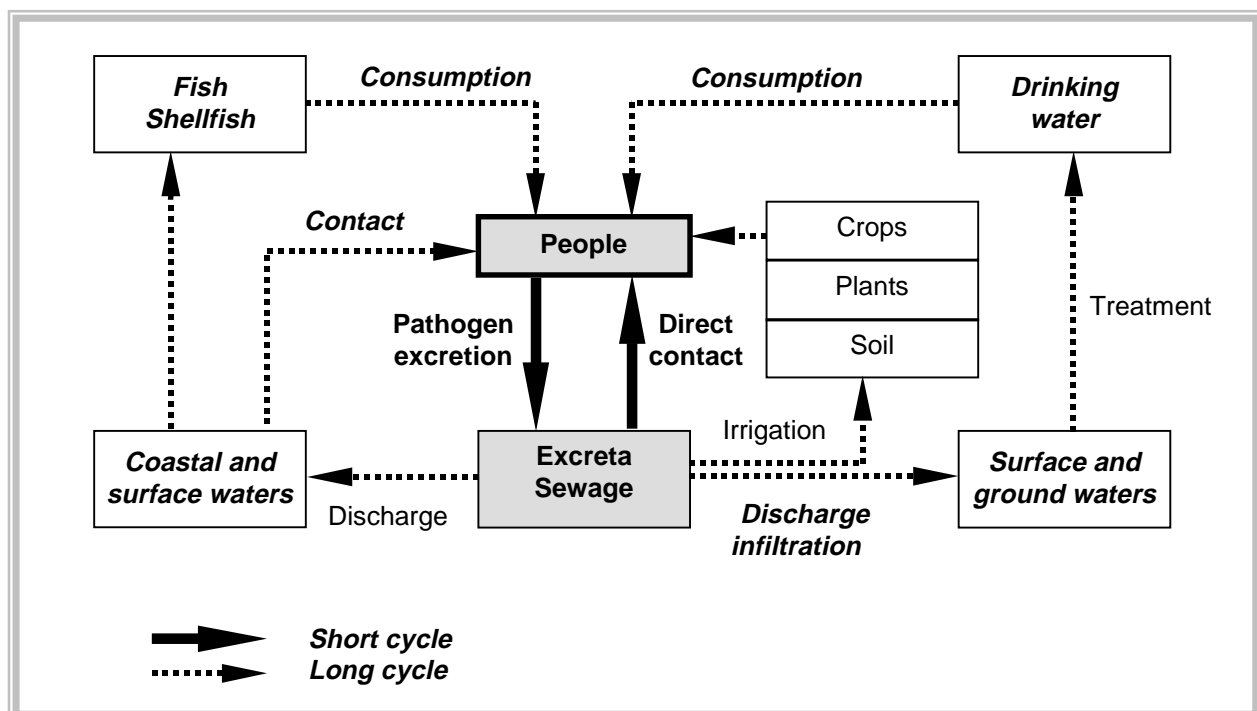 Fish
Shellfish
Consumption
Consumption
Drinking
water
Contact
People
Crops
Plants
Soil
Treatment
Pathogen
excretion
Direct
contact
Coastal and
surface waters
Discharge
Excreta
Sewage
Irrigation
Discharge
infiltration
Surface and
ground waters
Short cycle
Long cycle